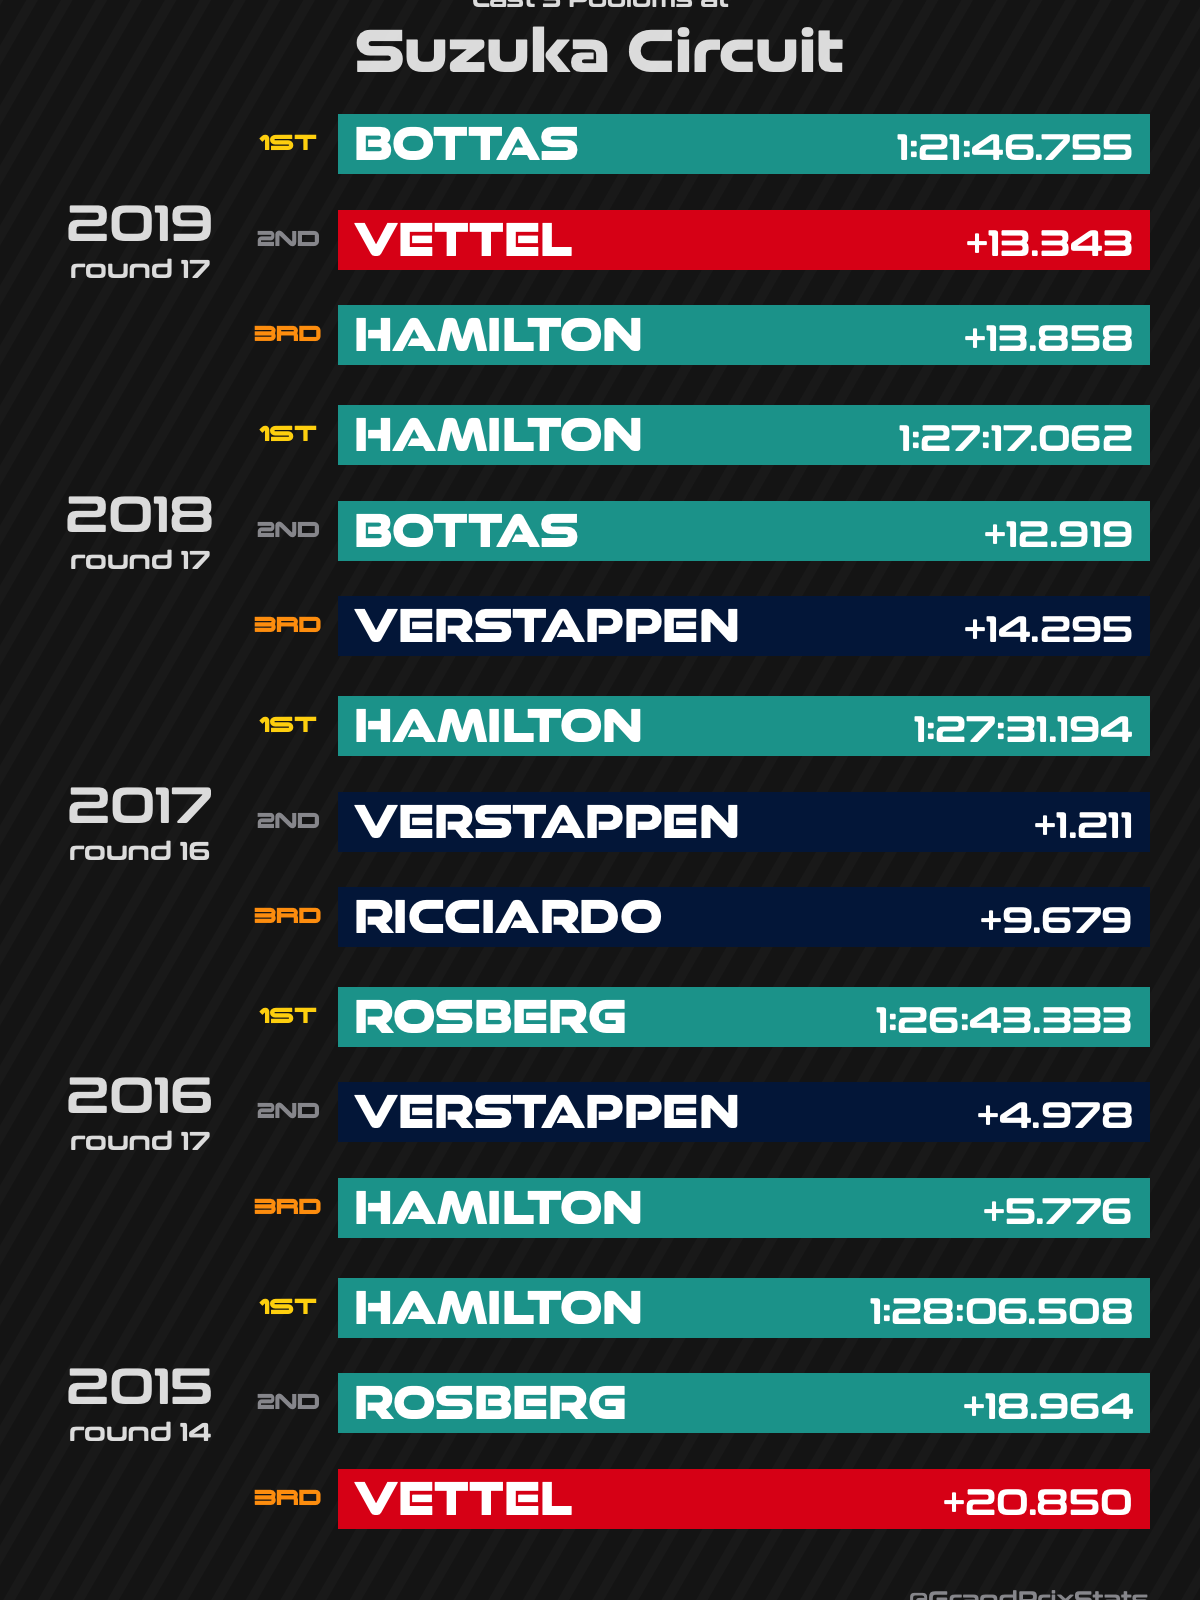 Last 5 Podiums at
Suzuka Circuit
1ST BOTTAS 1:21:46.755
2019
round 17
2ND VETTEL +13.343
3RD HAMILTON +13.858
1ST HAMILTON 1:27:17.062
2018
round 17
2ND BOTTAS +12.919
3RD VERSTAPPEN +14.295
1ST HAMILTON 1:27:31.194
2017
round 16
2ND VERSTAPPEN +1.211
3RD RICCIARDO +9.679
1ST ROSBERG 1:26:43.333
2016
round 17
2ND VERSTAPPEN +4.978
3RD HAMILTON +5.776
1ST HAMILTON 1:28:06.508
2015
round 14
2ND ROSBERG +18.964
3RD VETTEL +20.850
@GrandPrixStats